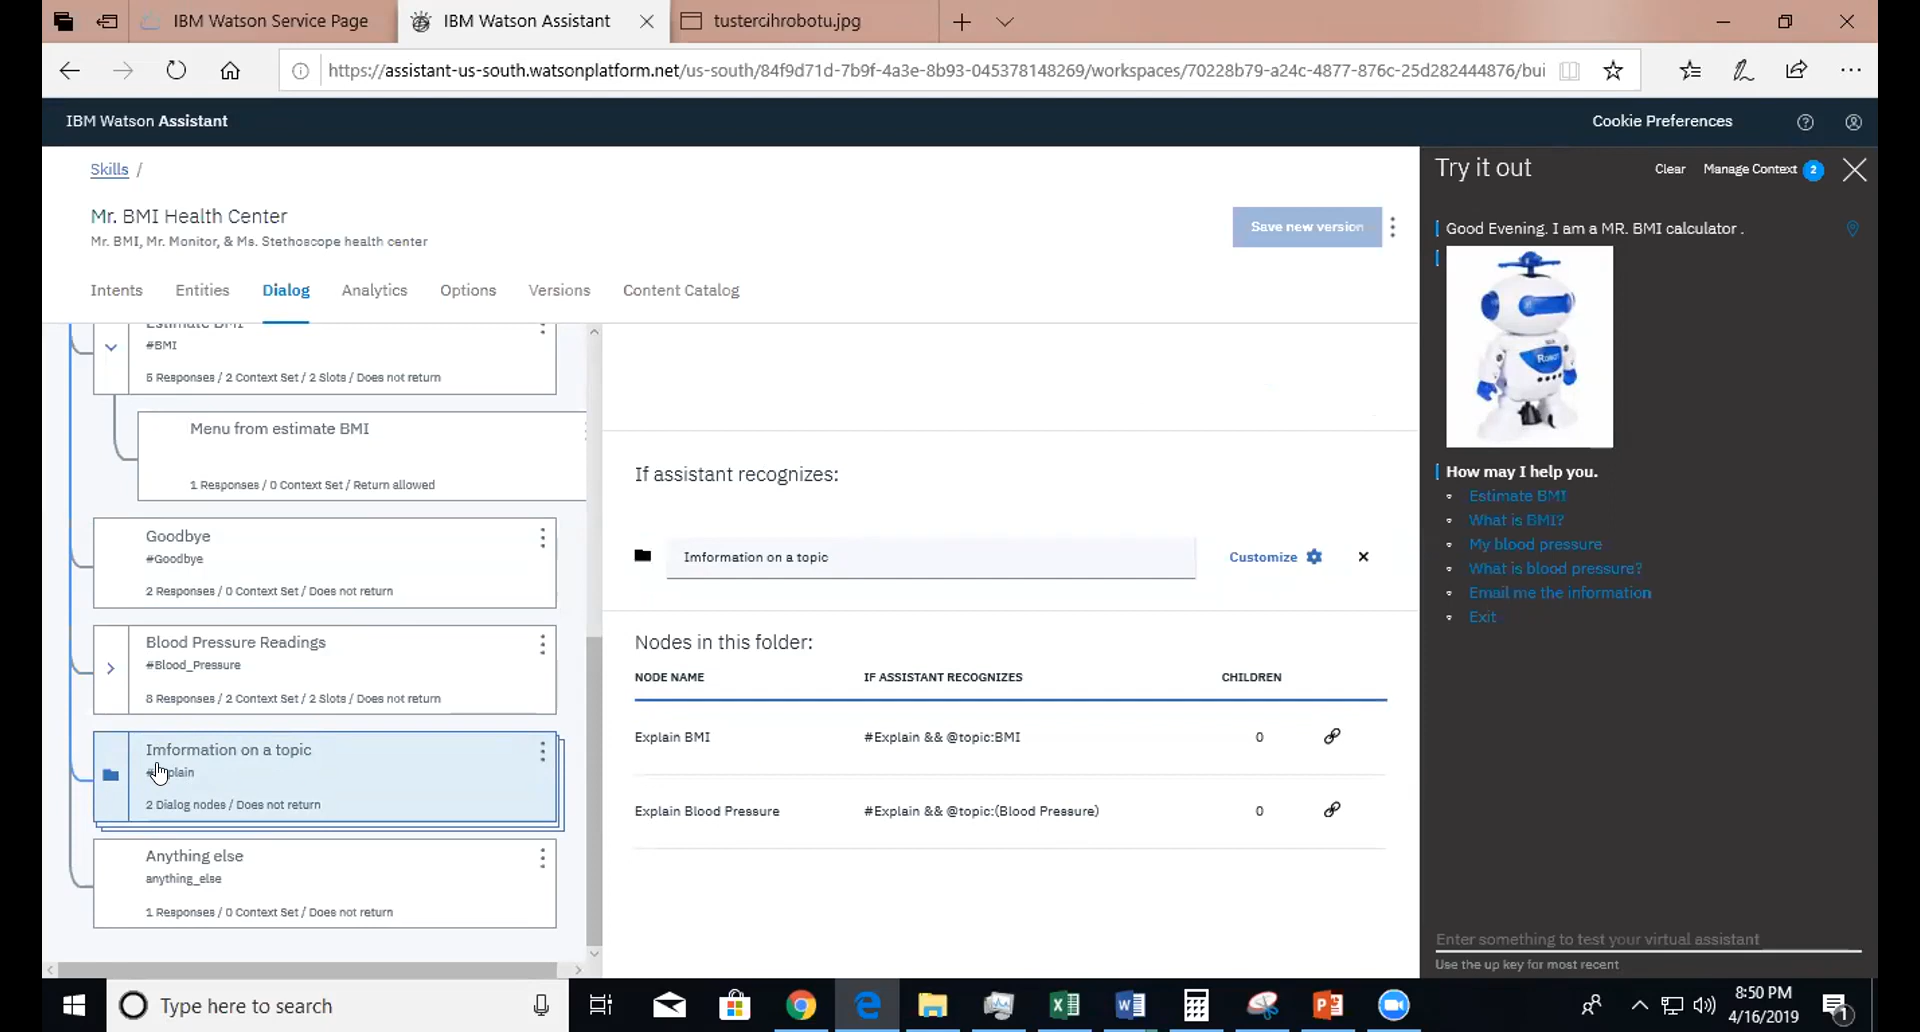 IBM Watson Service Page
IBM Watson Assistant
tustercihrobotu.jpg
https://assistant-us-south.watsonplatform.net/us-south/84f9d71d-7b9f-4a3e-8b93-045378148269/workspaces/70228b79-a24c-4877-876c-25d282444876/bui
IBM Watson Assistant
Cookie Preferences
Skills /
Mr. BMI Health Center
Mr. BMI, Mr. Monitor, & Ms. Stethoscope health center
Save new version
Intents
Entities
Dialog
Analytics
Options
Versions
Content Catalog
Estimate BMI
#BMI
5 Responses / 2 Context Set / 2 Slots / Does not return
Menu from estimate BMI
1 Responses / 0 Context Set / Return allowed
Goodbye
#Goodbye
2 Responses / 0 Context Set / Does not return
Blood Pressure Readings
#Blood_Pressure
8 Responses / 2 Context Set / 2 Slots / Does not return
Imformation on a topic
2 Dialog nodes / Does not return
Anything else
anything_else
1 Responses / 0 Context Set / Does not return
If assistant recognizes:
Imformation on a topic
Customize
Nodes in this folder:
NODE NAME IF ASSISTANT RECOGNIZES CHILDREN
Explain BMI #Explain && @topic:BMI 0
Explain Blood Pressure #Explain && @topic:(Blood Pressure) 0
Try it out
Clear
Manage Context 2
Good Evening. I am a MR. BMI calculator .
ROBOT
How may I help you.
Estimate BMI
What is BMI?
My blood pressure
What is blood pressure?
Email me the information
Exit
Enter something to test your virtual assistant
Use the up key for most recent
Type here to search
8:50 PM
4/16/2019
1